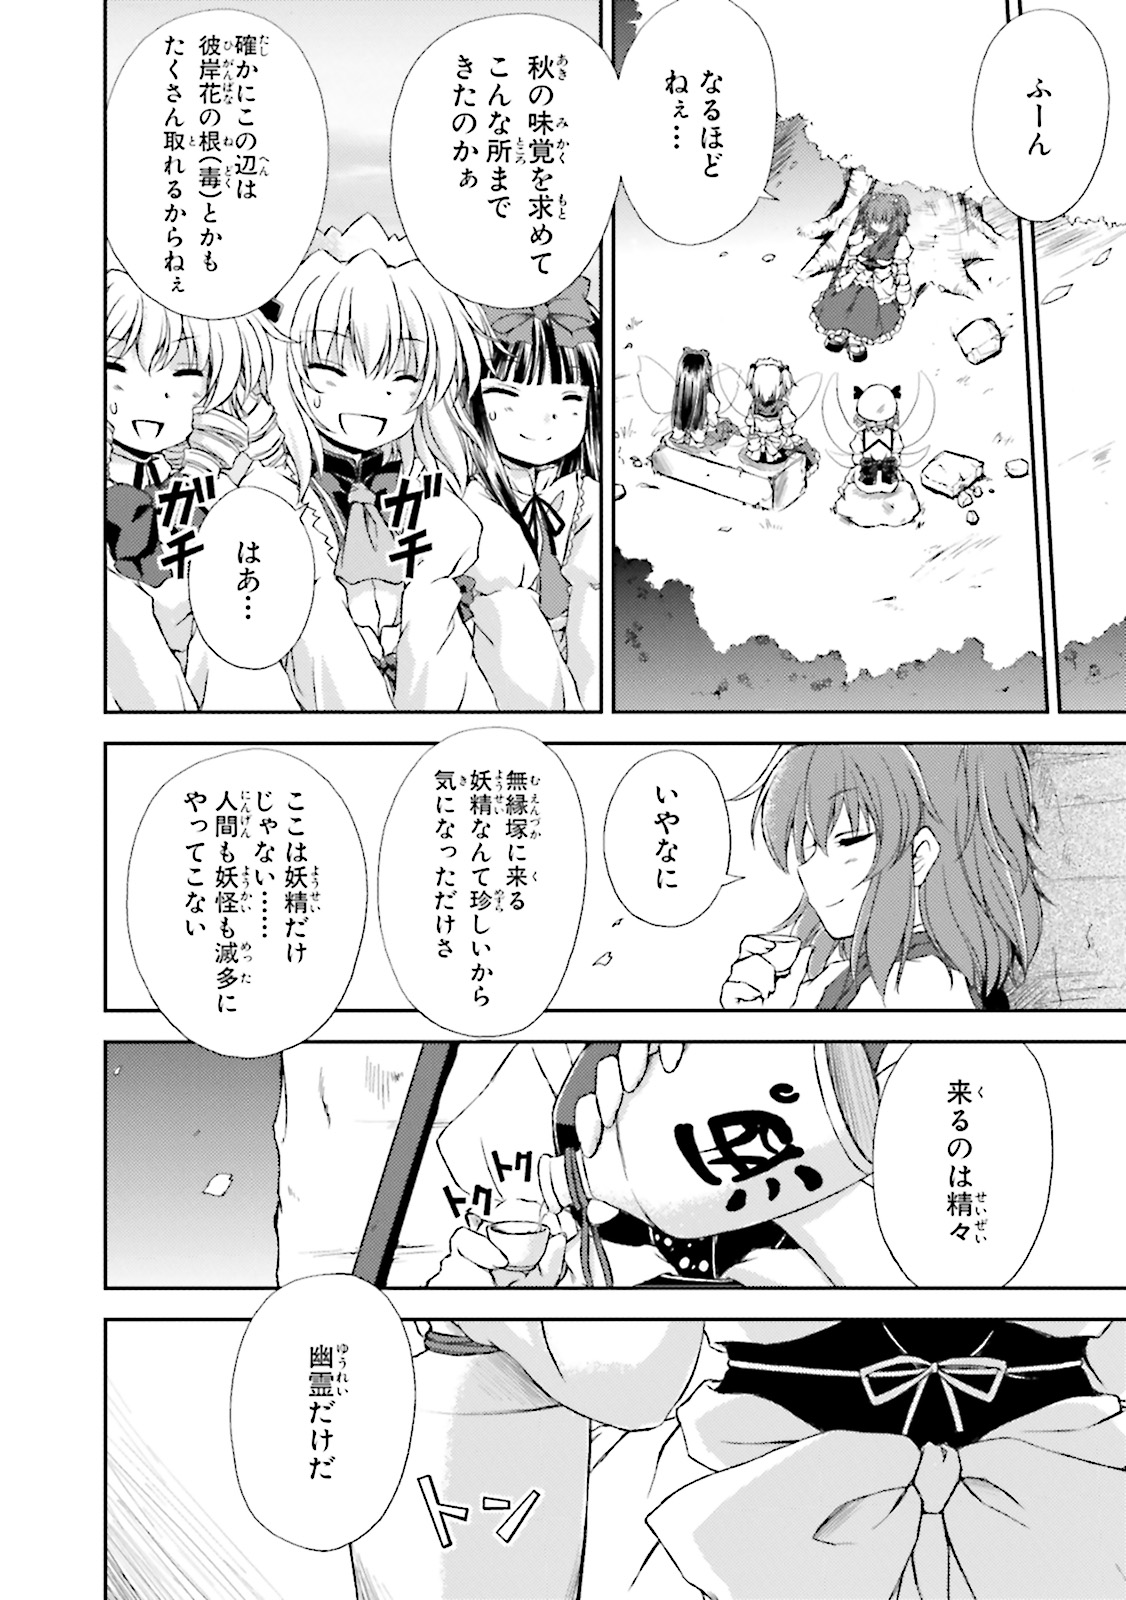 ふーん
なるほど
ねぇ…
秋の味覚を求めて
こんな所まで
きたのかぁ
確かにこの辺は
彼岸花の根(毒)とかも
たくさん取れるからねぇ
ガチ
ガチ
はあ…
いやなに
無縁塚に来る
妖精なんて珍しいから
気になっただけさ
ここは妖精だけ
じゃない……
人間も妖怪も滅多に
やってこない
来るのは精々
トク
トク
幽霊だけだ
トン